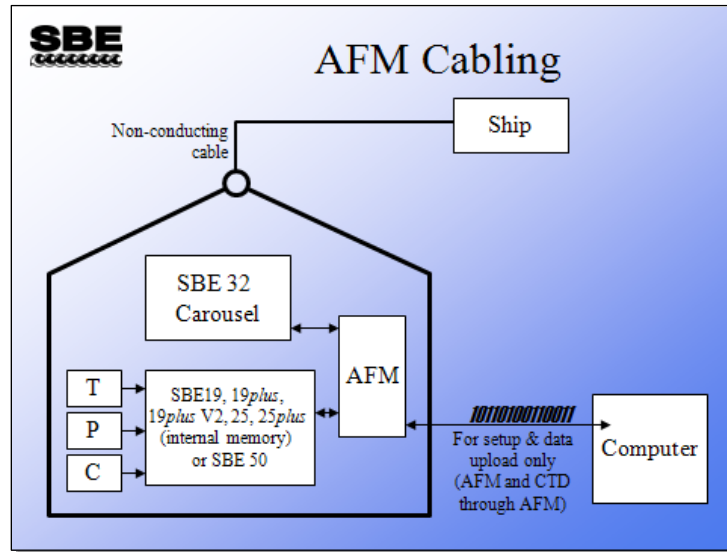 SBE
AFM Cabling
Non-conducting
cable
Ship
SBE 32
Carousel
AFM
T
P
C
SBE19, 19plus,
19plus V2, 25, 25plus
(internal memory)
or SBE 50
10110100110011
For setup & data
upload only
(AFM and CTD
through AFM)
Computer